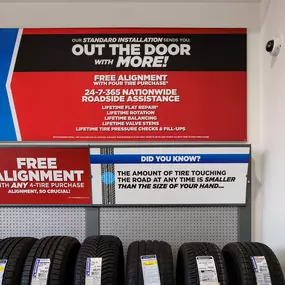 OUR STANDARD INSTALLATION SENDS YOU:
OUT THE DOOR
WITH MORE!
FREE ALIGNMENT
WITH FOUR TIRE PURCHASE*
24-7-365 NATIONWIDE
ROADSIDE ASSISTANCE
LIFETIME FLAT REPAIR*
LIFETIME ROTATION
LIFETIME BALANCING
LIFETIME VALVE STEMS
LIFETIME TIRE PRESSURE CHECKS & FILL-UPS
FREE
ALIGNMENT
WITH ANY 4-TIRE PURCHASE
ALIGNMENT, SO CRUCIAL!
DID YOU KNOW?
THE AMOUNT OF TIRE TOUCHING
THE ROAD AT ANY TIME IS SMALLER
THAN THE SIZE OF YOUR HAND...